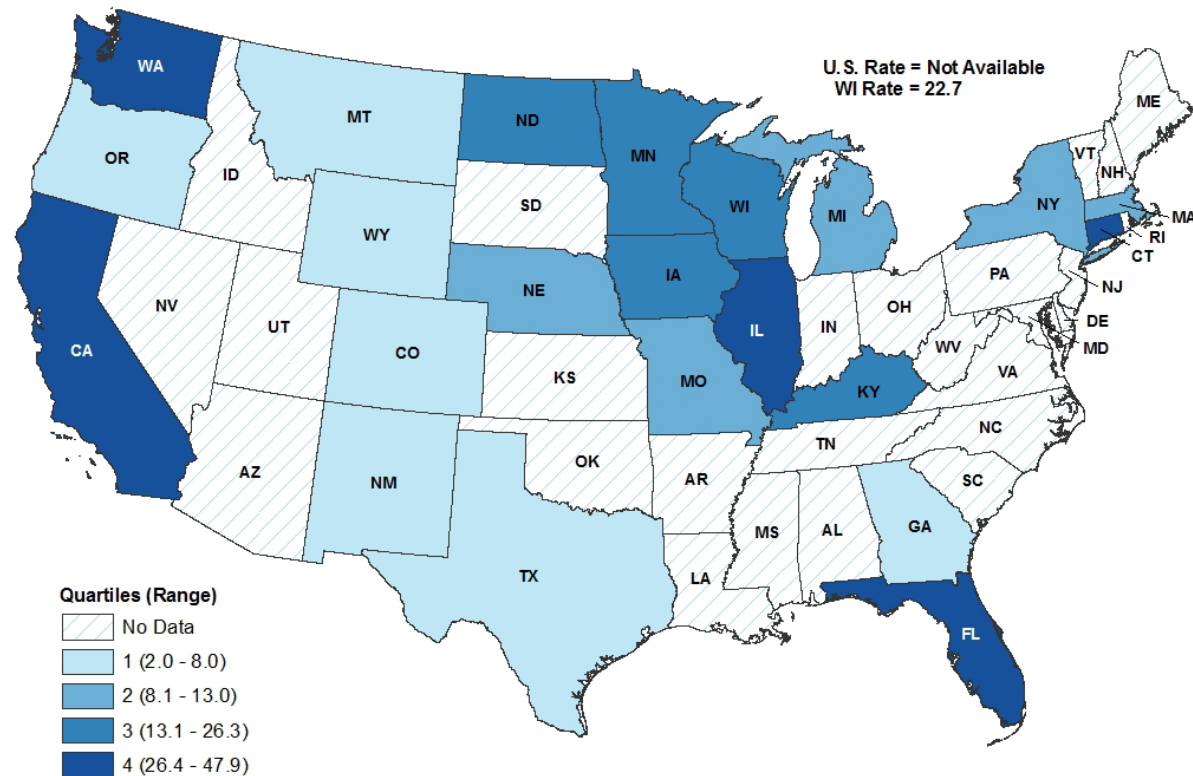 U.S. Rate = Not Available
WI Rate = 22.7
WA
MT
ND
MN
ME
OR
ID
VT
NH
SD
WI
MI
NY
MA
WY
RI
CT
IA
PA
NJ
NE
NV
UT
IL
IN
OH
DE
MD
CA
CO
KS
MO
WV
VA
KY
NC
TN
AZ
NM
OK
AR
SC
MS
AL
GA
TX
LA
FL
Quartiles (Range)
No Data
1 (2.0 - 8.0)
2 (8.1 - 13.0)
3 (13.1 - 26.3)
4 (26.4 - 47.9)